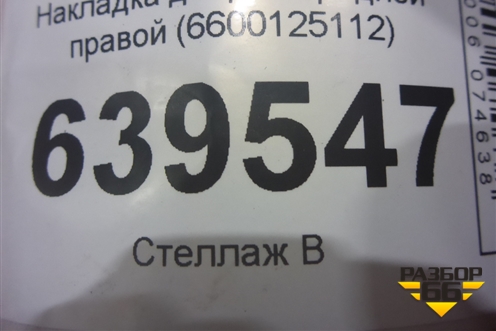 Накладка
правой (6600125112)
639547
Стеллаж В
РАЗБОР
66